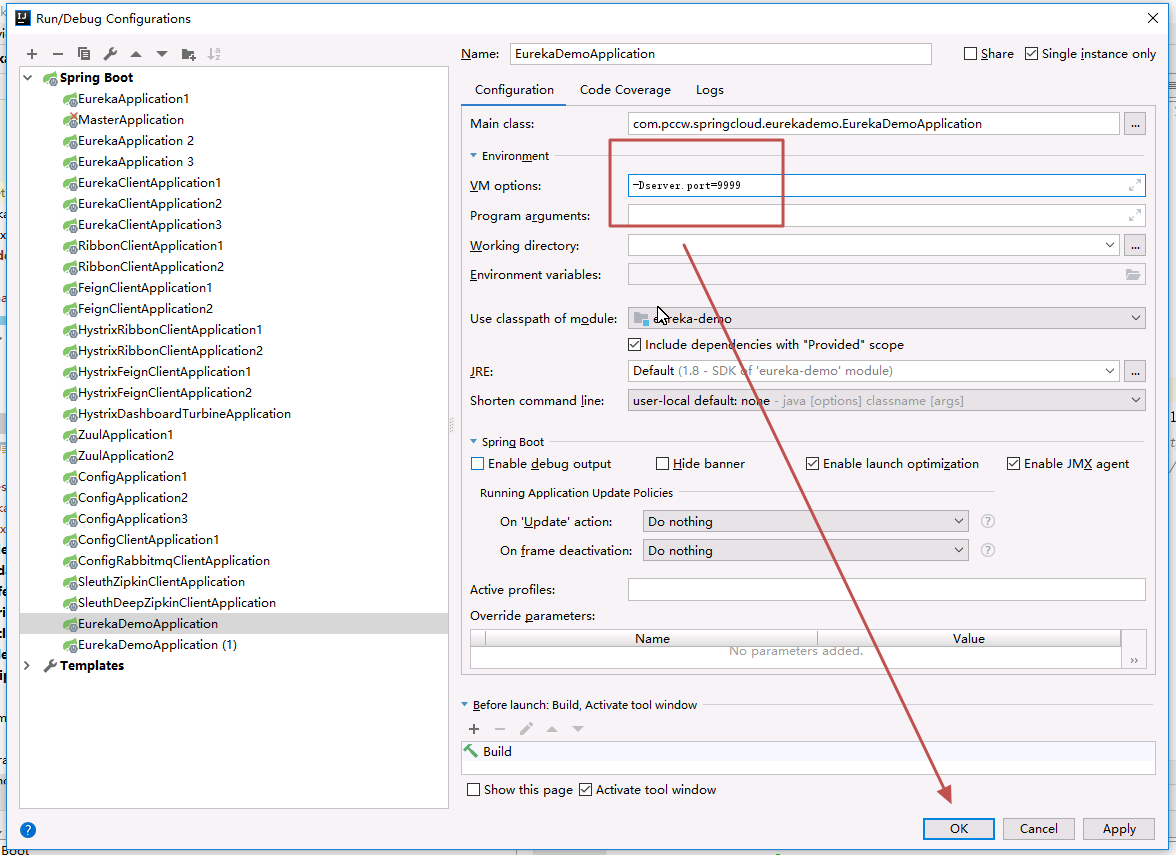 Run/Debug Configurations
Name: EurekaDemoApplication Share Single instance only
Spring Boot
EurekaApplication1
MasterApplication
EurekaApplication 2
EurekaApplication 3
EurekaClientApplication1
EurekaClientApplication2
EurekaClientApplication3
RibbonClientApplication1
RibbonClientApplication2
FeignClientApplication1
FeignClientApplication2
HystrixRibbonClientApplication1
HystrixRibbonClientApplication2
HystrixFeignClientApplication1
HystrixFeignClientApplication2
HystrixDashboardTurbineApplication
ZuulApplication1
ZuulApplication2
ConfigApplication1
ConfigApplication2
ConfigApplication3
ConfigClientApplication1
ConfigRabbitmqClientApplication
SleuthZipkinClientApplication
SleuthDeepZipkinClientApplication
EurekaDemoApplication
EurekaDemoApplication (1)
Templates
Configuration Code Coverage Logs
Main class: com.pccw.springcloud.eurekademo.EurekaDemoApplication ...
Environment
VM options: -Dserver.port=9999
Program arguments:
Working directory: ...
Environment variables:
Use classpath of module: eureka-demo
Include dependencies with "Provided" scope
JRE: Default (1.8 - SDK of 'eureka-demo' module) ...
Shorten command line: user-local default: none - java [options] classname [args]
Spring Boot
Enable debug output Hide banner Enable launch optimization Enable JMX agent
Running Application Update Policies
On 'Update' action: Do nothing ?
On frame deactivation: Do nothing ?
Active profiles:
Override parameters:
Name Value
No parameters added.
Before launch: Build, Activate tool window
Build
Show this page Activate tool window
? OK Cancel Apply
Boot